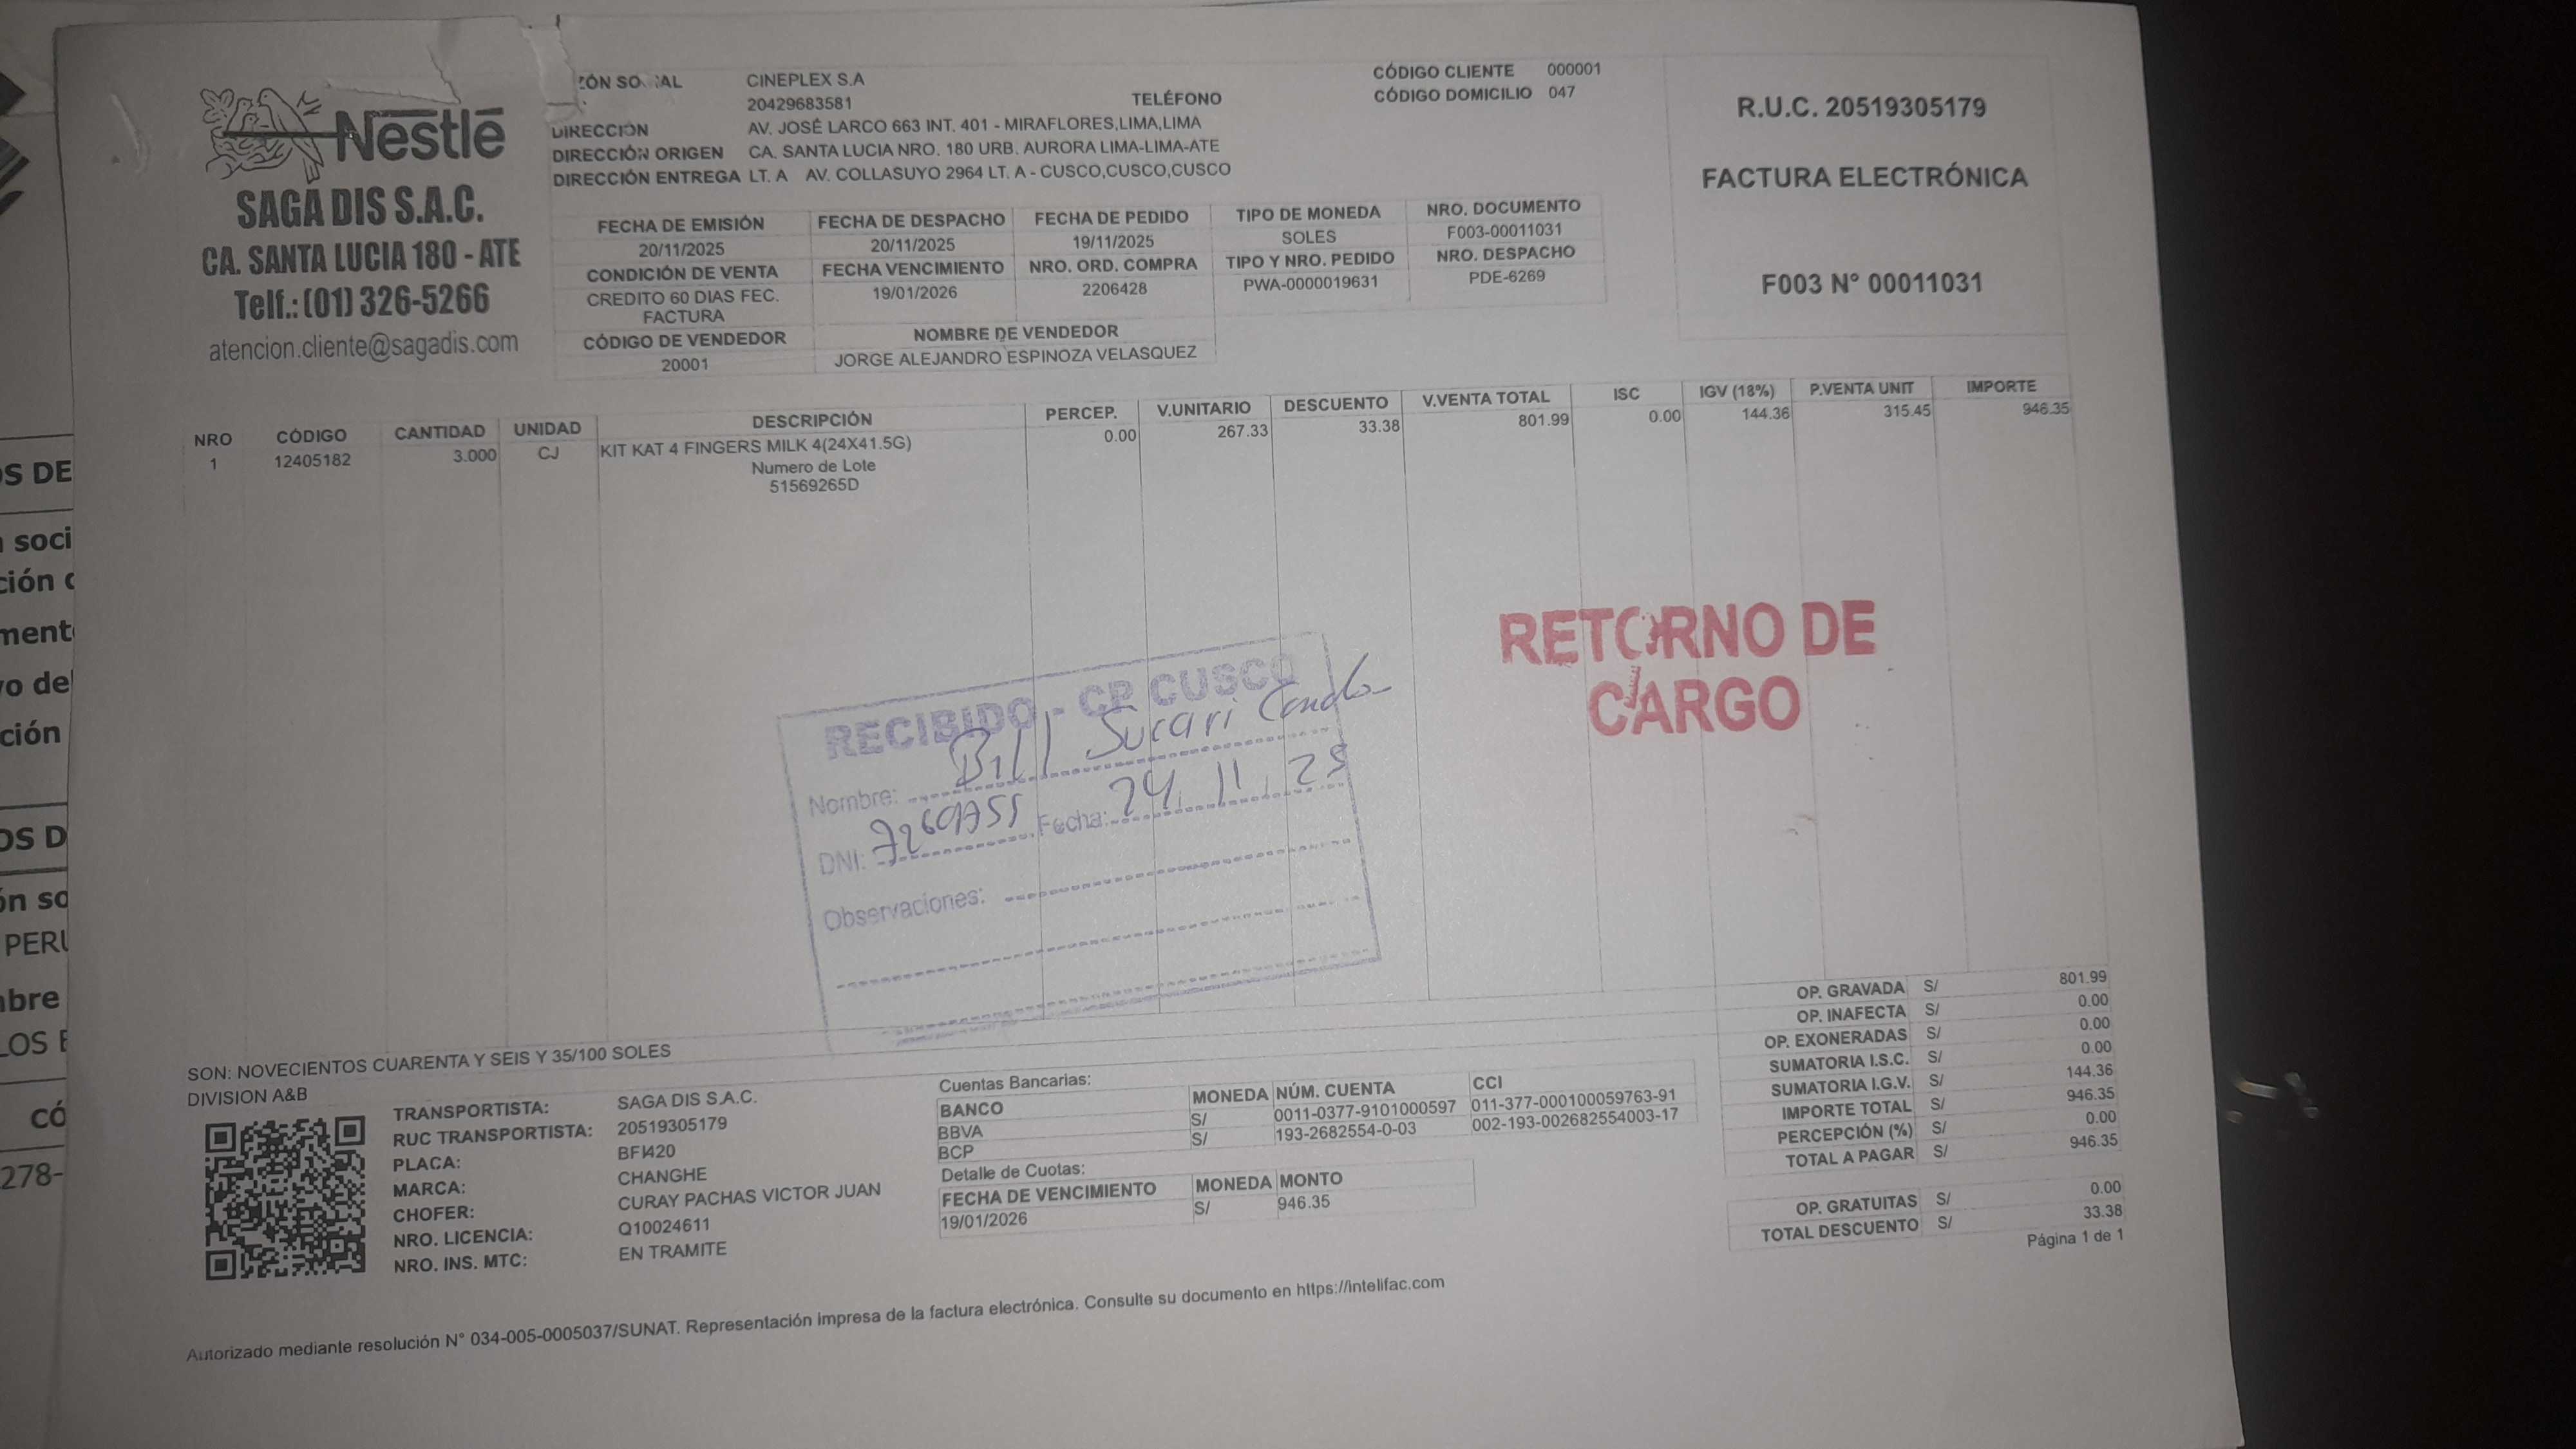 Nestlé
SAGA DIS S.A.C.
CA. SANTA LUCIA 180 - ATE
Telf.: (01) 326-5266
atencion.cliente@sagadis.com
CINEPLEX S.A
20429683581
TELÉFONO
DIRECCIÓN AV. JOSÉ LARCO 663 INT. 401 - MIRAFLORES,LIMA,LIMA
DIRECCIÓN ORIGEN CA. SANTA LUCIA NRO. 180 URB. AURORA LIMA-LIMA-ATE
DIRECCIÓN ENTREGA LT. A AV. COLLASUYO 2964 LT. A - CUSCO,CUSCO,CUSCO
CÓDIGO CLIENTE 000001
CÓDIGO DOMICILIO 047
R.U.C. 20519305179
FACTURA ELECTRÓNICA
F003 N° 00011031
FECHA DE EMISIÓN FECHA DE DESPACHO FECHA DE PEDIDO TIPO DE MONEDA NRO. DOCUMENTO
20/11/2025 20/11/2025 19/11/2025 SOLES F003-00011031
CONDICIÓN DE VENTA FECHA VENCIMIENTO NRO. ORD. COMPRA TIPO Y NRO. PEDIDO NRO. DESPACHO
CREDITO 60 DIAS FEC. 19/01/2026 2206428 PWA-0000019631 PDE-6269
FACTURA
CÓDIGO DE VENDEDOR NOMBRE DE VENDEDOR
20001 JORGE ALEJANDRO ESPINOZA VELASQUEZ
NRO CÓDIGO CANTIDAD UNIDAD DESCRIPCIÓN PERCEP. V.UNITARIO DESCUENTO V.VENTA TOTAL ISC IGV (18%) P.VENTA UNIT IMPORTE
1 12405182 3.000 CJ KIT KAT 4 FINGERS MILK 4(24X41.5G) 0.00 267.33 33.38 801.99 0.00 144.36 315.45 946.35
Numero de Lote
51569265D
RETORNO DE
CARGO
RECIBIDO - CP CUSCO
Nombre: Bill Sucari
DNI: Fecha: 24.11.25
Observaciones:
OP. GRAVADA S/ 801.99
OP. INAFECTA S/ 0.00
OP. EXONERADAS S/ 0.00
SUMATORIA I.S.C. S/ 0.00
SUMATORIA I.G.V. S/ 144.36
IMPORTE TOTAL S/ 946.35
PERCEPCIÓN (%) S/ 0.00
TOTAL A PAGAR S/ 946.35
OP. GRATUITAS S/ 0.00
TOTAL DESCUENTO S/ 33.38
Página 1 de 1
SON: NOVECIENTOS CUARENTA Y SEIS Y 35/100 SOLES
DIVISION A&B
TRANSPORTISTA: SAGA DIS S.A.C.
RUC TRANSPORTISTA: 20519305179
PLACA:
MARCA: CHANGHE
CHOFER: CURAY PACHAS VICTOR JUAN
NRO. LICENCIA: Q10024611
NRO. INS. MTC: EN TRAMITE
Cuentas Bancarias:
BANCO MONEDA NÚM. CUENTA CCI
BBVA S/ 0011-0377-9101000597 011-377-000100059763-91
BCP S/ 193-2682554-0-03 002-193-002682554003-17
Detalle de Cuotas:
FECHA DE VENCIMIENTO MONEDA MONTO
19/01/2026 S/ 946.35
Autorizado mediante resolución N° 034-005-0005037/SUNAT. Representación impresa de la factura electrónica. Consulte su documento en https://intelifac.com